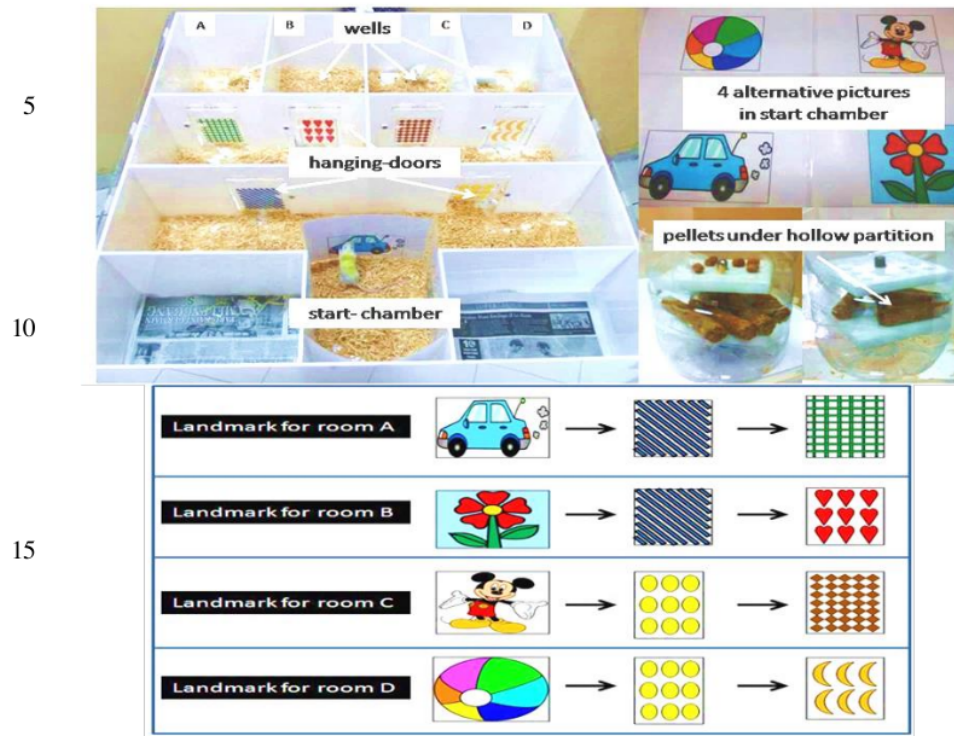 A B wells C D
4 alternative pictures
in start chamber
5
hanging-doors
pellets under hollow partition
start- chamber
10
Landmark for room A
Landmark for room B
15
Landmark for room C
Landmark for room D